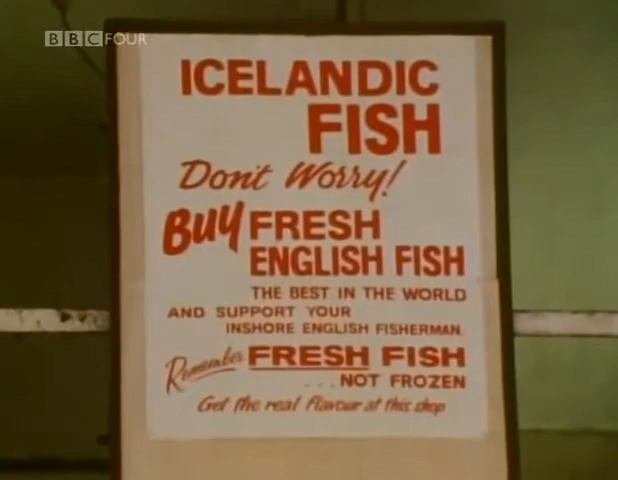 BBC FOUR
ICELANDIC
FISH
Don't Worry!
Buy FRESH
ENGLISH FISH
THE BEST IN THE WORLD
AND SUPPORT YOUR
INSHORE ENGLISH FISHERMAN.
Remember FRESH FISH
...NOT FROZEN
Get the real flavour at this shop